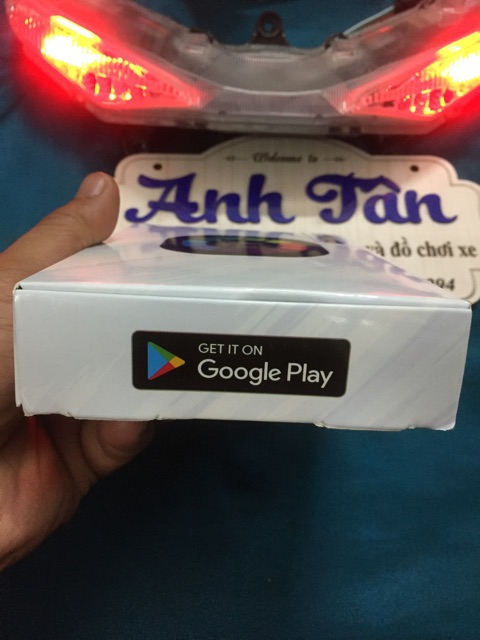 Welcome to
Anh Tân
và đồ chơi xe
GET IT ON
Google Play